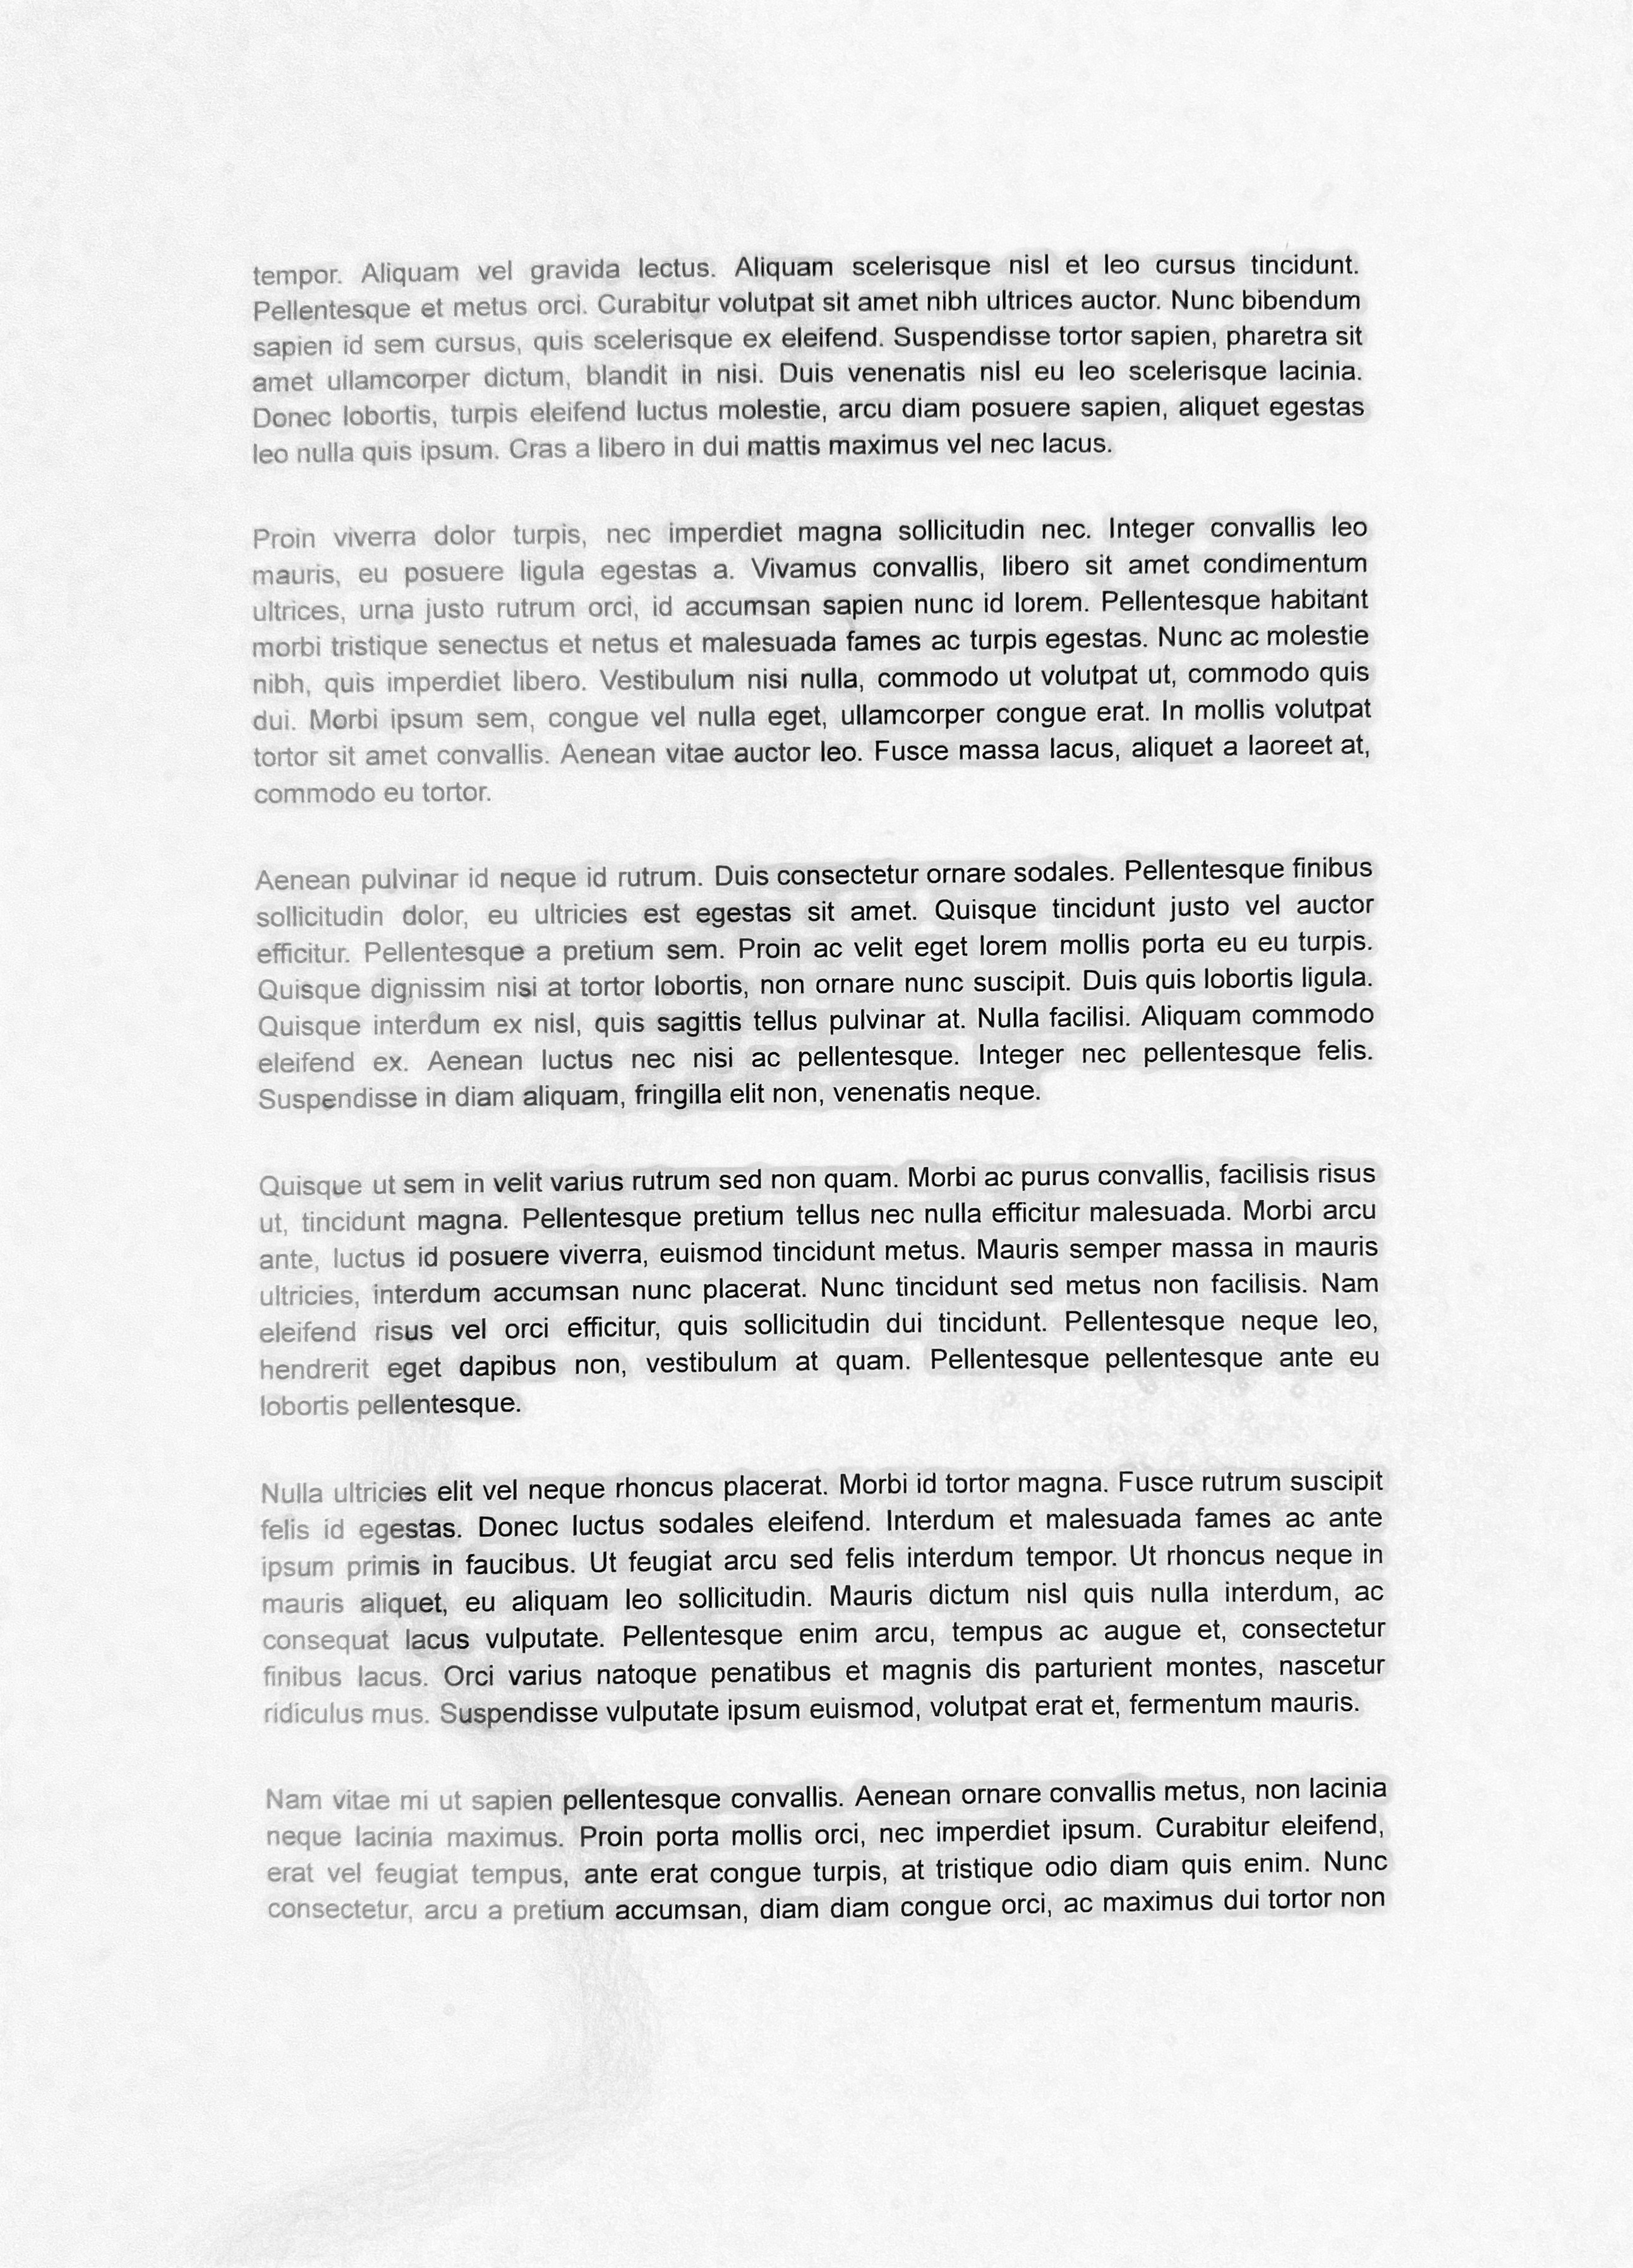 tempor. Aliquam vel gravida lectus. Aliquam scelerisque nisl et leo cursus tincidunt.
Pellentesque et metus orci. Curabitur volutpat sit amet nibh ultrices auctor. Nunc bibendum
sapien id sem cursus, quis scelerisque ex eleifend. Suspendisse tortor sapien, pharetra sit
amet ullamcorper dictum, blandit in nisi. Duis venenatis nisl eu leo scelerisque lacinia.
Donec lobortis, turpis eleifend luctus molestie, arcu diam posuere sapien, aliquet egestas
leo nulla quis ipsum. Cras a libero in dui mattis maximus vel nec lacus.
Proin viverra dolor turpis, nec imperdiet magna sollicitudin nec. Integer convallis leo
mauris, eu posuere ligula egestas a. Vivamus convallis, libero sit amet condimentum
ultrices, urna justo rutrum orci, id accumsan sapien nunc id lorem. Pellentesque habitant
morbi tristique senectus et netus et malesuada fames ac turpis egestas. Nunc ac molestie
nibh, quis imperdiet libero. Vestibulum nisi nulla, commodo ut volutpat ut, commodo quis
dui. Morbi ipsum sem, congue vel nulla eget, ullamcorper congue erat. In mollis volutpat
tortor sit amet convallis. Aenean vitae auctor leo. Fusce massa lacus, aliquet a laoreet at,
commodo eu tortor.
Aenean pulvinar id neque id rutrum. Duis consectetur ornare sodales. Pellentesque finibus
sollicitudin dolor, eu ultricies est egestas sit amet. Quisque tincidunt justo vel auctor
efficitur. Pellentesque a pretium sem. Proin ac velit eget lorem mollis porta eu eu turpis.
Quisque dignissim nisi at tortor lobortis, non ornare nunc suscipit. Duis quis lobortis ligula.
Quisque interdum ex nisl, quis sagittis tellus pulvinar at. Nulla facilisi. Aliquam commodo
eleifend ex. Aenean luctus nec nisi ac pellentesque. Integer nec pellentesque felis.
Suspendisse in diam aliquam, fringilla elit non, venenatis neque.
Quisque ut sem in velit varius rutrum sed non quam. Morbi ac purus convallis, facilisis risus
ut, tincidunt magna. Pellentesque pretium tellus nec nulla efficitur malesuada. Morbi arcu
ante, luctus id posuere viverra, euismod tincidunt metus. Mauris semper massa in mauris
ultricies, interdum accumsan nunc placerat. Nunc tincidunt sed metus non facilisis. Nam
eleifend risus vel orci efficitur, quis sollicitudin dui tincidunt. Pellentesque neque leo,
hendrerit eget dapibus non, vestibulum at quam. Pellentesque pellentesque ante eu
lobortis pellentesque.
Nulla ultricies elit vel neque rhoncus placerat. Morbi id tortor magna. Fusce rutrum suscipit
felis id egestas. Donec luctus sodales eleifend. Interdum et malesuada fames ac ante
ipsum primis in faucibus. Ut feugiat arcu sed felis interdum tempor. Ut rhoncus neque in
mauris aliquet, eu aliquam leo sollicitudin. Mauris dictum nisl quis nulla interdum, ac
consequat lacus vulputate. Pellentesque enim arcu, tempus ac augue et, consectetur
finibus lacus. Orci varius natoque penatibus et magnis dis parturient montes, nascetur
ridiculus mus. Suspendisse vulputate ipsum euismod, volutpat erat et, fermentum mauris.
Nam vitae mi ut sapien pellentesque convallis. Aenean ornare convallis metus, non lacinia
neque lacinia maximus. Proin porta mollis orci, nec imperdiet ipsum. Curabitur eleifend,
erat vel feugiat tempus, ante erat congue turpis, at tristique odio diam quis enim. Nunc
consectetur, arcu a pretium accumsan, diam diam congue orci, ac maximus dui tortor non